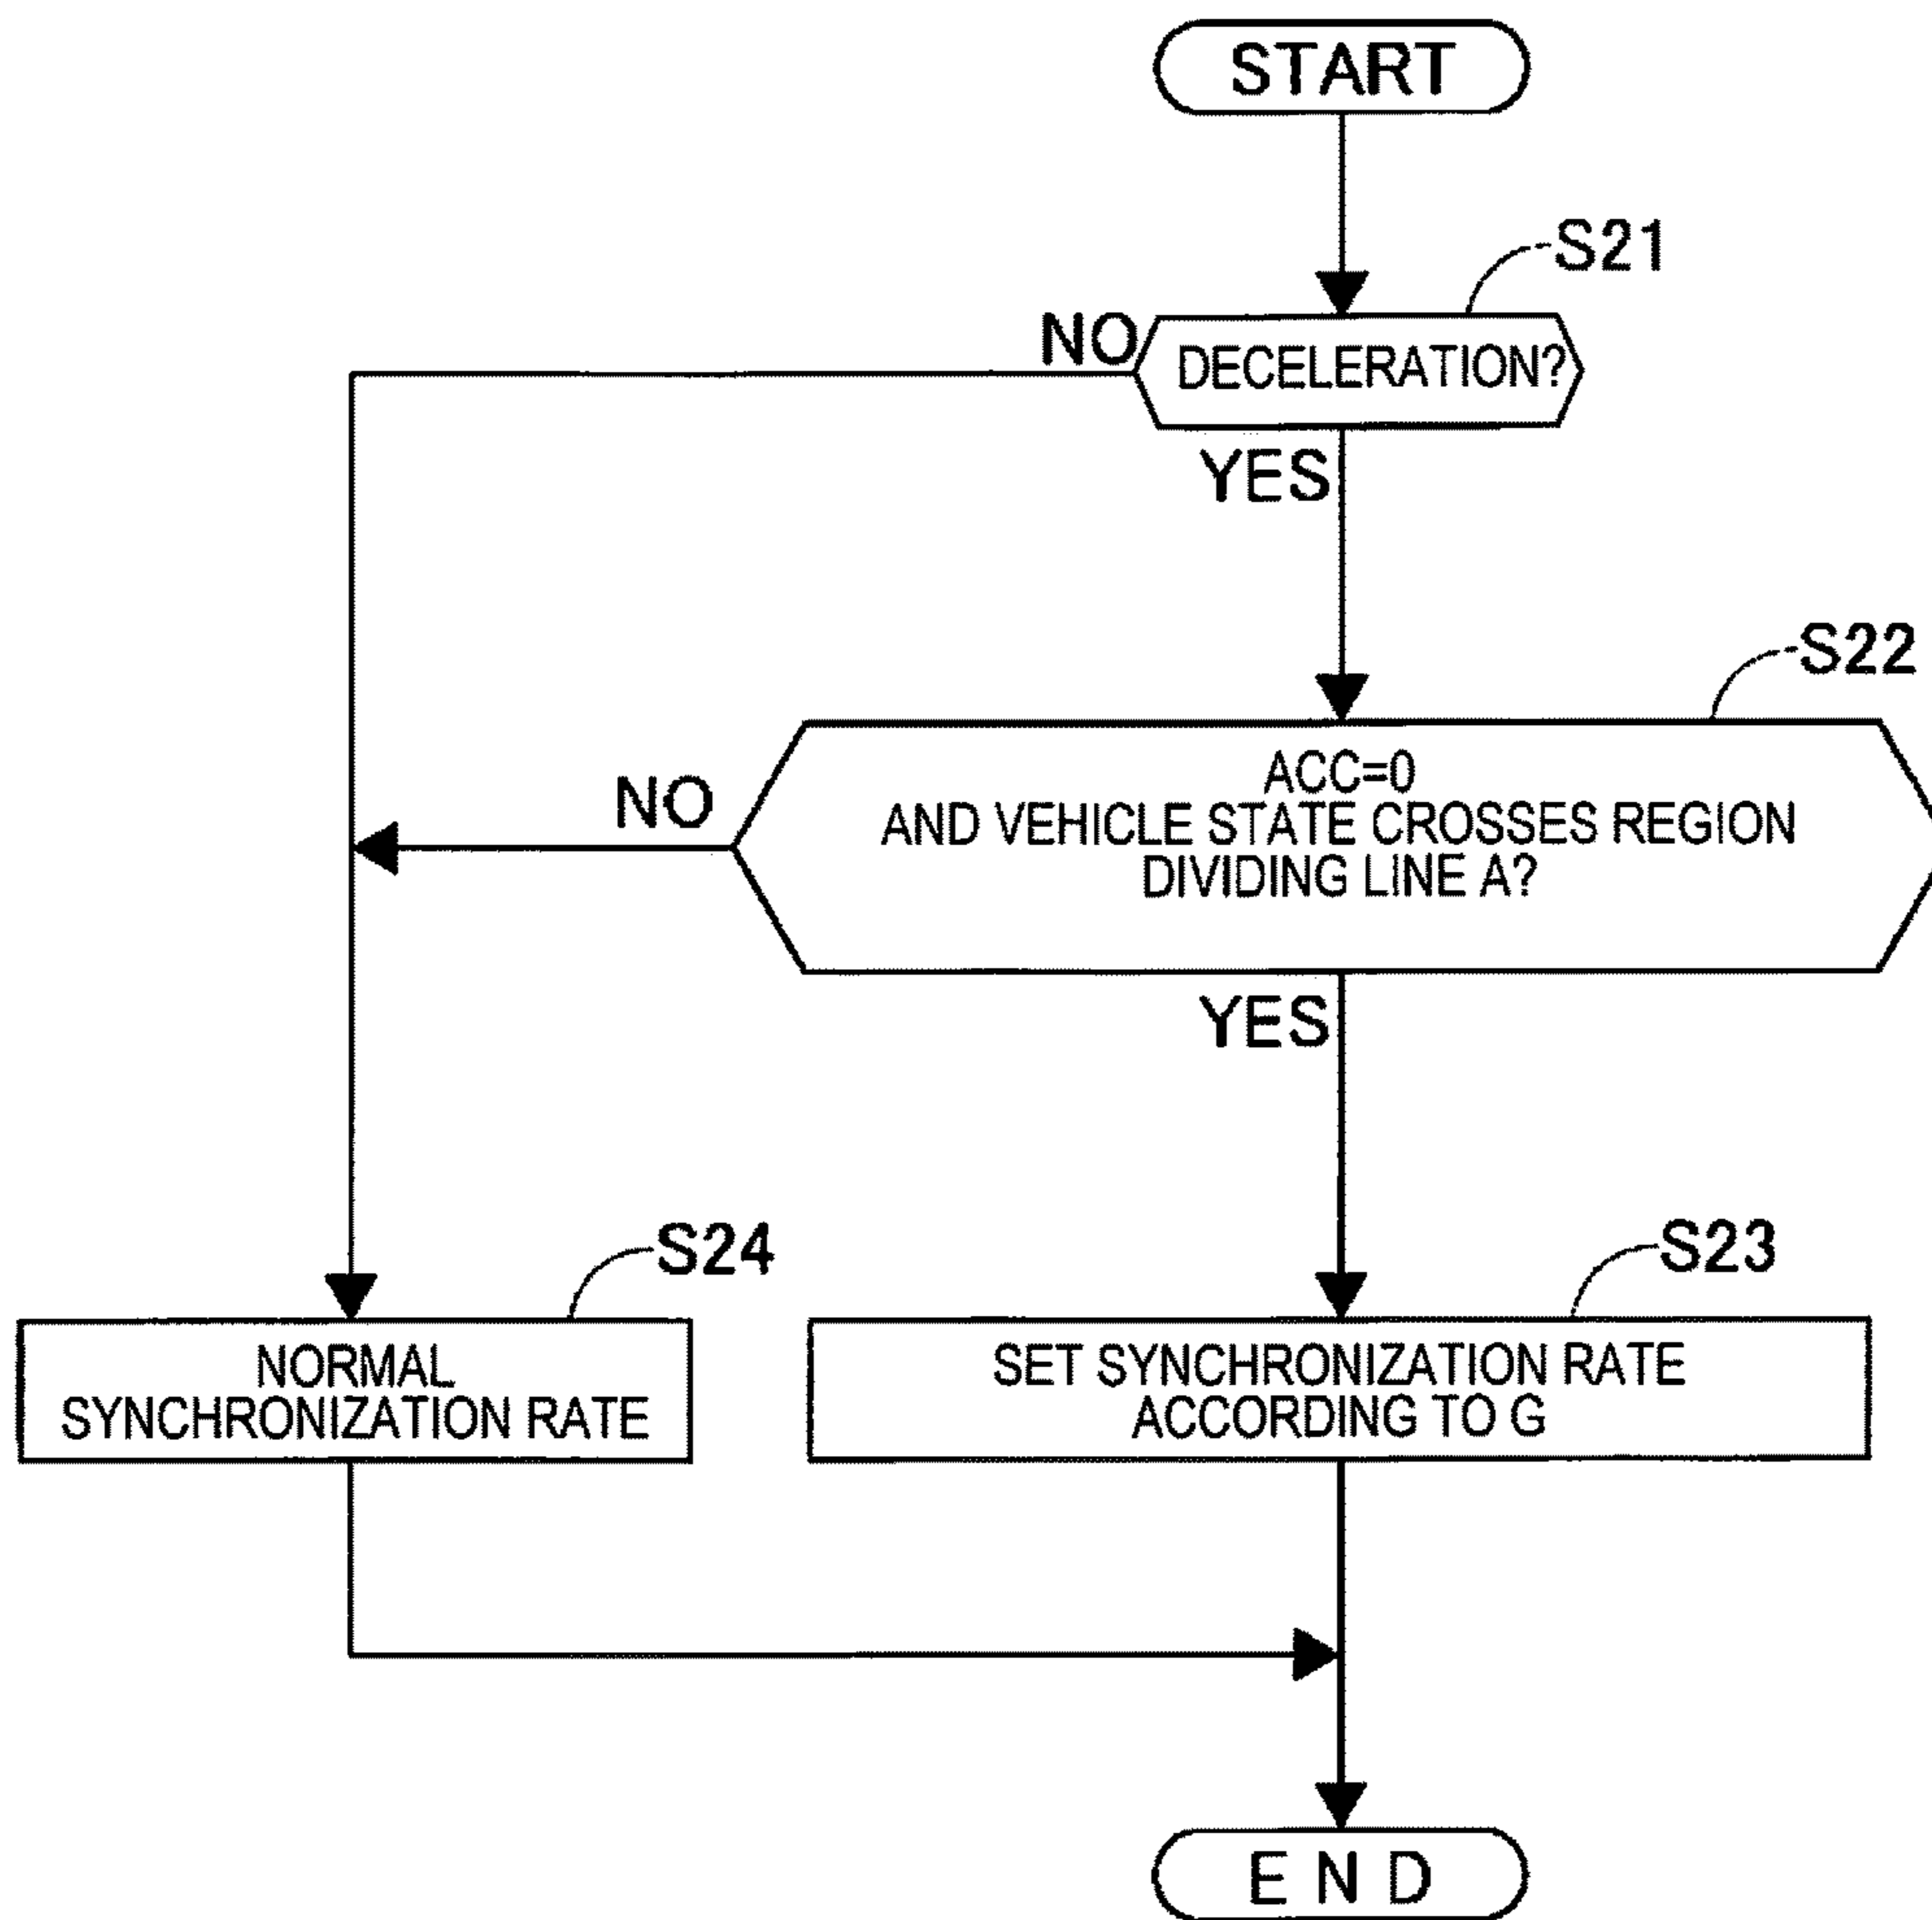 START
S21
NO
DECELERATION?
YES
S22
NO
ACC=0
AND VEHICLE STATE CROSSES REGION
DIVIDING LINE A?
YES
S24
S23
NORMAL
SYNCHRONIZATION RATE
SET SYNCHRONIZATION RATE
ACCORDING TO G
END